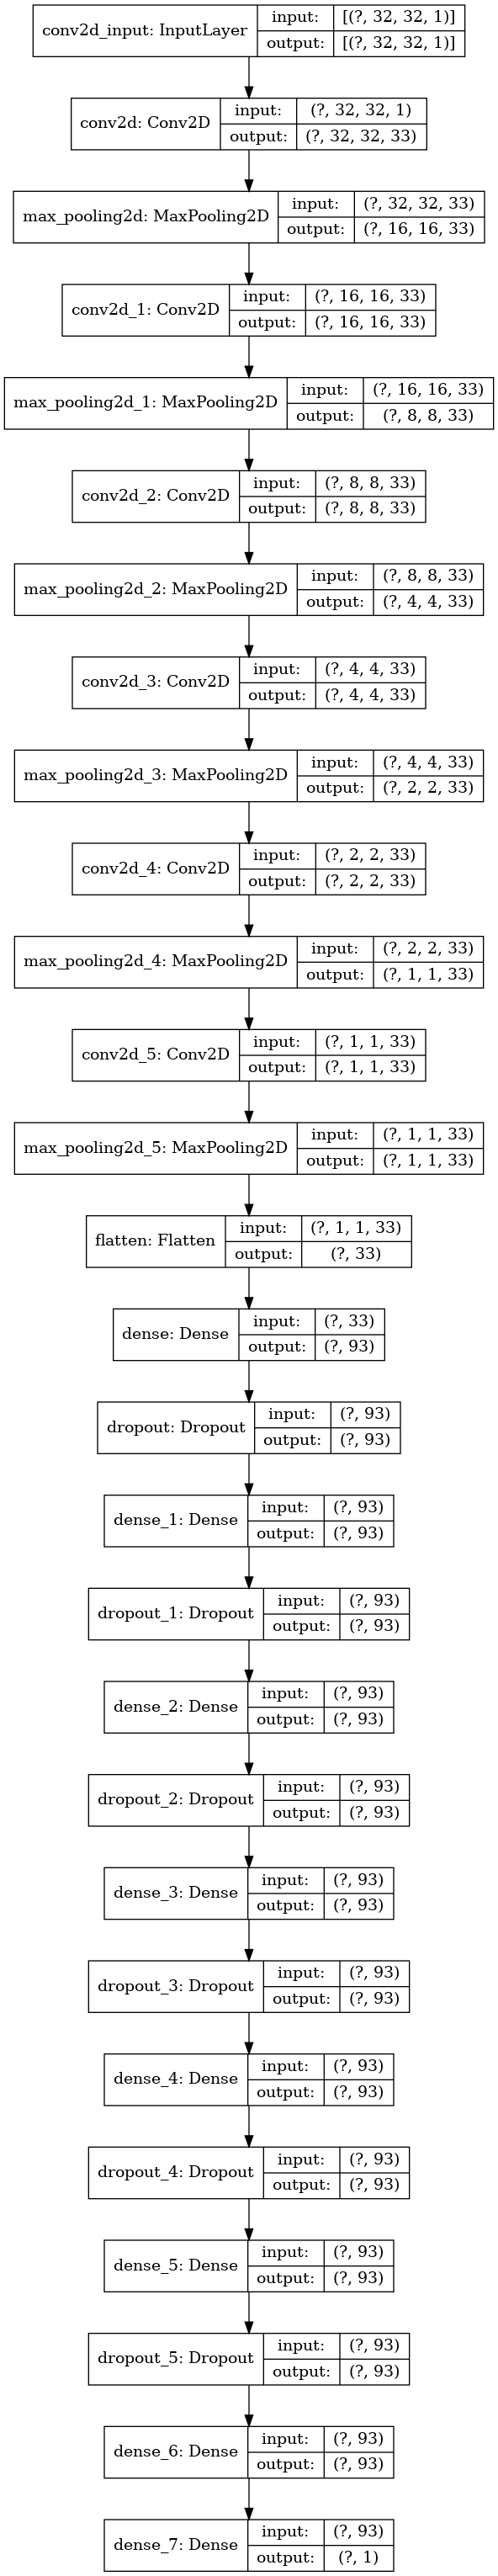 conv2d_input: InputLayer
input: [(?, 32, 32, 1)]
output: [(?, 32, 32, 1)]
conv2d: Conv2D
input: (?, 32, 32, 1)
output: (?, 32, 32, 33)
max_pooling2d: MaxPooling2D
input: (?, 32, 32, 33)
output: (?, 16, 16, 33)
conv2d_1: Conv2D
input: (?, 16, 16, 33)
output: (?, 16, 16, 33)
max_pooling2d_1: MaxPooling2D
input: (?, 16, 16, 33)
output: (?, 8, 8, 33)
conv2d_2: Conv2D
input: (?, 8, 8, 33)
output: (?, 8, 8, 33)
max_pooling2d_2: MaxPooling2D
input: (?, 8, 8, 33)
output: (?, 4, 4, 33)
conv2d_3: Conv2D
input: (?, 4, 4, 33)
output: (?, 4, 4, 33)
max_pooling2d_3: MaxPooling2D
input: (?, 4, 4, 33)
output: (?, 2, 2, 33)
conv2d_4: Conv2D
input: (?, 2, 2, 33)
output: (?, 2, 2, 33)
max_pooling2d_4: MaxPooling2D
input: (?, 2, 2, 33)
output: (?, 1, 1, 33)
conv2d_5: Conv2D
input: (?, 1, 1, 33)
output: (?, 1, 1, 33)
max_pooling2d_5: MaxPooling2D
input: (?, 1, 1, 33)
output: (?, 1, 1, 33)
flatten: Flatten
input: (?, 1, 1, 33)
output: (?, 33)
dense: Dense
input: (?, 33)
output: (?, 93)
dropout: Dropout
input: (?, 93)
output: (?, 93)
dense_1: Dense
input: (?, 93)
output: (?, 93)
dropout_1: Dropout
input: (?, 93)
output: (?, 93)
dense_2: Dense
input: (?, 93)
output: (?, 93)
dropout_2: Dropout
input: (?, 93)
output: (?, 93)
dense_3: Dense
input: (?, 93)
output: (?, 93)
dropout_3: Dropout
input: (?, 93)
output: (?, 93)
dense_4: Dense
input: (?, 93)
output: (?, 93)
dropout_4: Dropout
input: (?, 93)
output: (?, 93)
dense_5: Dense
input: (?, 93)
output: (?, 93)
dropout_5: Dropout
input: (?, 93)
output: (?, 93)
dense_6: Dense
input: (?, 93)
output: (?, 93)
dense_7: Dense
input: (?, 93)
output: (?, 1)